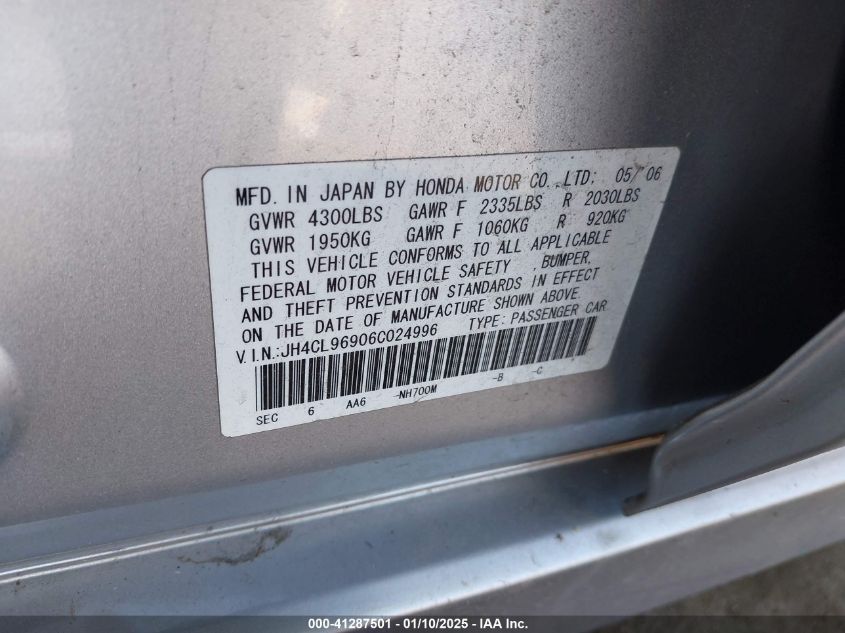 MFD. IN JAPAN BY HONDA MOTOR CO., LTD: 05/ 06
GVWR 4300LBS GAWR F 2335LBS R 2030LBS
GVWR 1950KG GAWR F 1060KG R 920KG
THIS VEHICLE CONFORMS TO ALL APPLICABLE
FEDERAL MOTOR VEHICLE SAFETY , BUMPER,
AND THEFT PREVENTION STANDARDS IN EFFECT
ON THE DATE OF MANUFACTURE SHOWN ABOVE.
V.I.N.:JH4CL96906C024996 TYPE: PASSENGER CAR
SEC 6 AA6 -NH700M -B -C
000-41287501 — 01/10/2025 — IAA Inc.